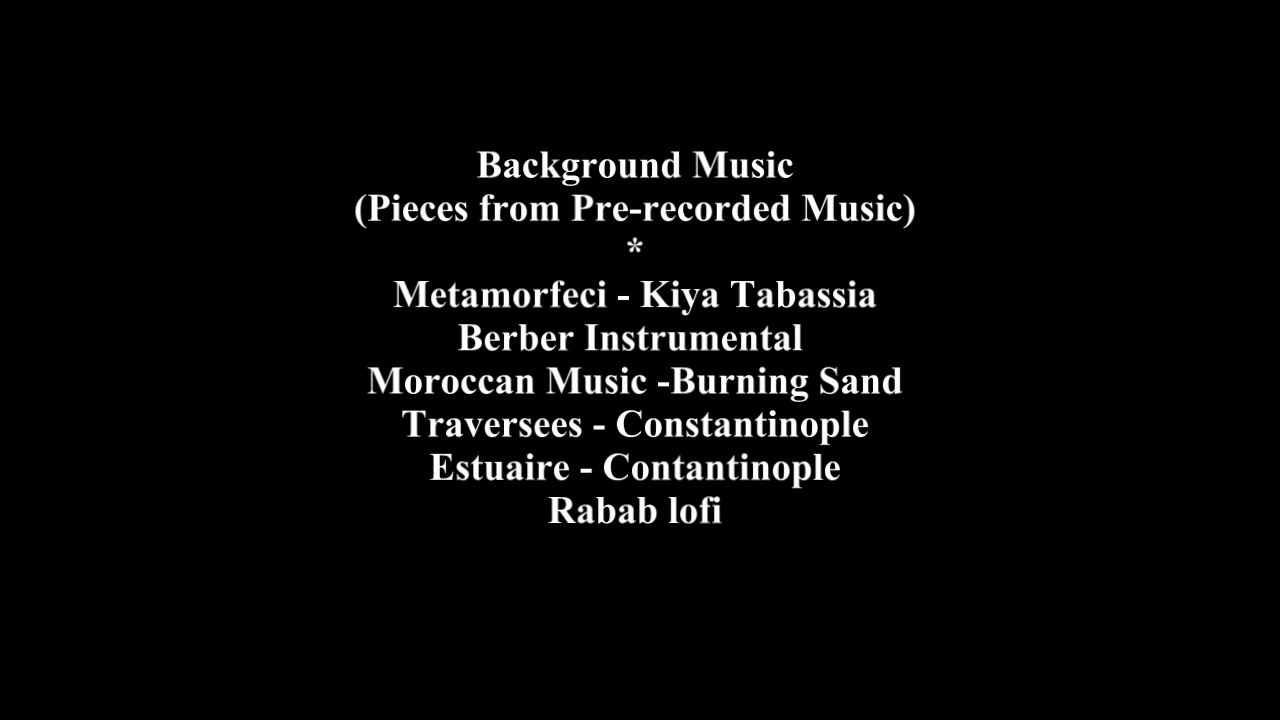 Background Music
(Pieces from Pre-recorded Music)
*
Metamorfeci - Kiya Tabassia
Berber Instrumental
Moroccan Music -Burning Sand
Traversees - Constantinople
Estuaire - Contantinople
Rabab lofi